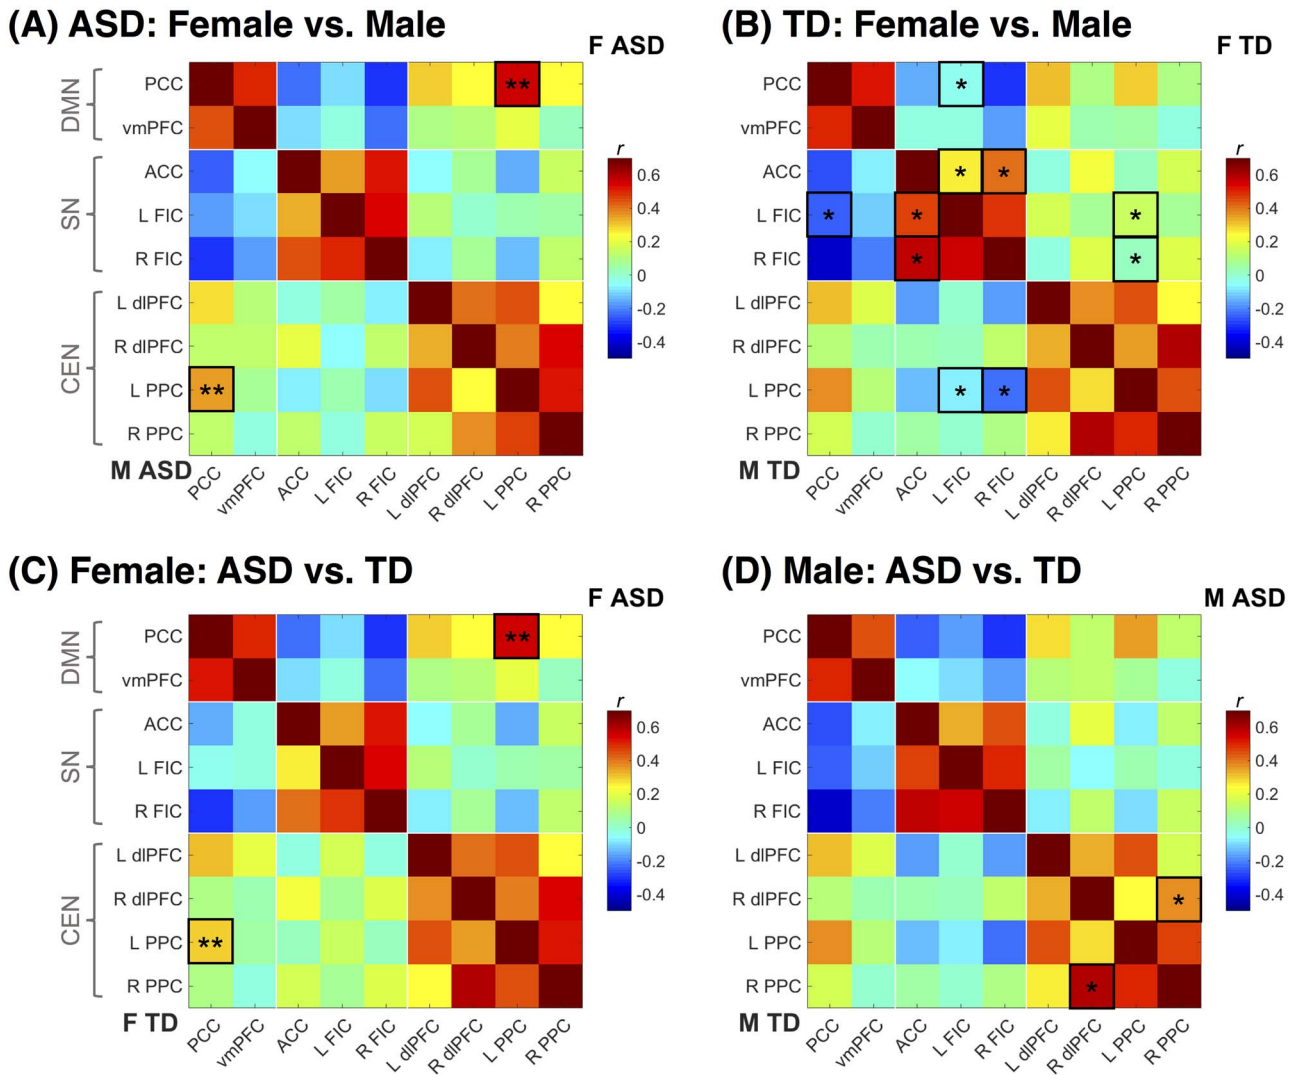 (A) ASD: Female vs. Male
F ASD
DMN
SN
CEN
PCC
vmPFC
ACC
L FIC
R FIC
L dlPFC
R dlPFC
L PPC
R PPC
**
**
r
0.6
0.4
0.2
0
-0.2
-0.4
M ASD
PCC
vmPFC
ACC
L FIC
R FIC
L dlPFC
R dlPFC
L PPC
R PPC
(B) TD: Female vs. Male
F TD
PCC
vmPFC
ACC
L FIC
R FIC
L dlPFC
R dlPFC
L PPC
R PPC
*
* *
* * *
* *
* *
r
0.6
0.4
0.2
0
-0.2
-0.4
M TD
PCC
vmPFC
ACC
L FIC
R FIC
L dlPFC
R dlPFC
L PPC
R PPC
(C) Female: ASD vs. TD
F ASD
DMN
SN
CEN
PCC
vmPFC
ACC
L FIC
R FIC
L dlPFC
R dlPFC
L PPC
R PPC
**
**
r
0.6
0.4
0.2
0
-0.2
-0.4
F TD
PCC
vmPFC
ACC
L FIC
R FIC
L dlPFC
R dlPFC
L PPC
R PPC
(D) Male: ASD vs. TD
M ASD
PCC
vmPFC
ACC
L FIC
R FIC
L dlPFC
R dlPFC
L PPC
R PPC
*
*
r
0.6
0.4
0.2
0
-0.2
-0.4
M TD
PCC
vmPFC
ACC
L FIC
R FIC
L dlPFC
R dlPFC
L PPC
R PPC